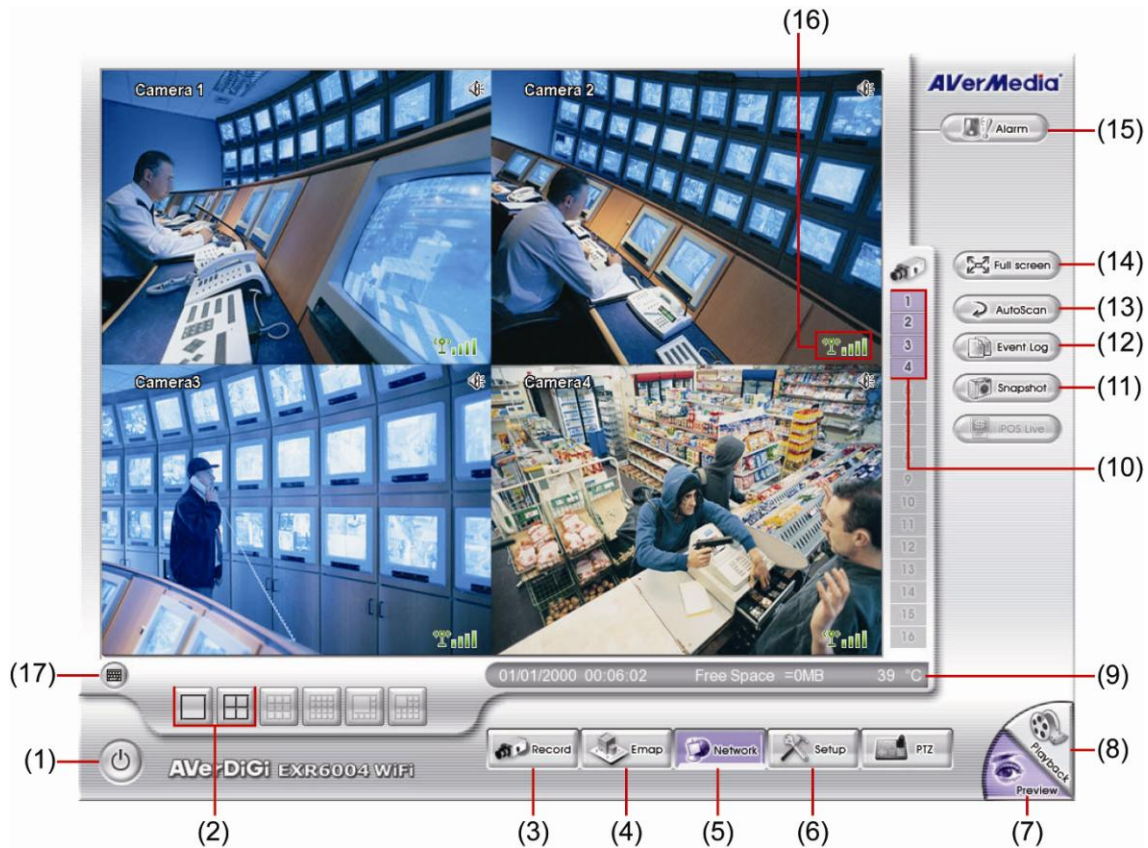 (16)
AVerMedia
Camera 1
Camera 2
Alarm
(15)
Full screen
(14)
1
AutoScan
(13)
2
Event Log
(12)
3
4
Snapshot
(11)
Camera3
Camera4
iPOS Live
(10)
9
10
11
12
13
14
15
16
(17)
01/01/2000 00:06:02 Free Space =0MB 39 °C
(9)
Record
Emap
Network
Setup
PTZ
Playback
(8)
(1)
AVerDiGi EXR6004 WiFi
Preview
(2)
(3)
(4)
(5)
(6)
(7)